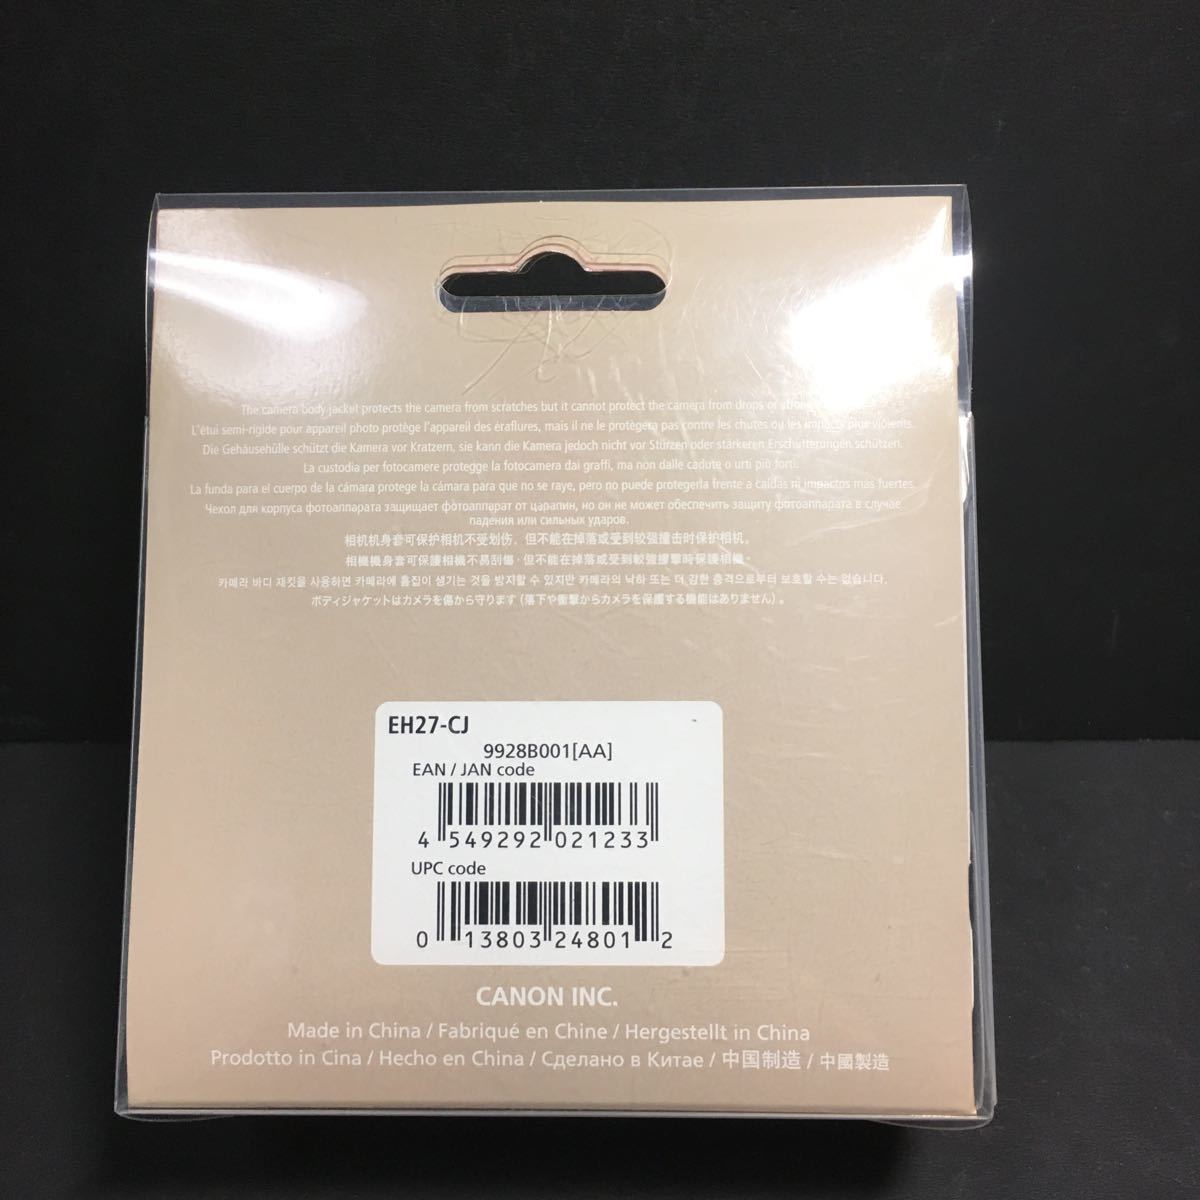 The camera body jacket protects the camera from scratches but it cannot protect the camera from drops or strong
L'étui semi-rigide pour appareil photo protège l'appareil des éraflures, mais il ne le protègera pas contre les chutes ou les impacts plus violents.
Die Gehäusehülle schützt die Kamera vor Kratzern, sie kann die Kamera jedoch nicht vor Stürzen oder stärkeren Erschütterungen schützen.
La custodia per fotocamere protegge la fotocamera dai graffi, ma non dalle cadute o urti più forti.
La funda para el cuerpo de la cámara protege la cámara para que no se raye, pero no puede protegerla frente a caídas ni impactos más fuertes.
Чехол для корпуса фотоаппарата защищает фотоаппарат от царапин, но он не может обеспечить защиту фотоаппарата в случае
падения или сильных ударов.
相机机身套可保护相机不受划伤，但不能在掉落或受到较强撞击时保护相机。
相機機身套可保護相機不易刮傷，但不能在掉落或受到較強撞擊時保護相機。
카메라 바디 재킷을 사용하면 카메라에 흠집이 생기는 것을 방지할 수 있지만 카메라의 낙하 또는 더 강한 충격으로부터 보호할 수는 없습니다.
ボディジャケットはカメラを傷から守ります（落下や衝撃からカメラを保護する機能はありません）。
EH27-CJ
9928B001[AA]
EAN / JAN code
4 549292 021233
UPC code
0 13803 24801 2
CANON INC.
Made in China / Fabriqué en Chine / Hergestellt in China
Prodotto in Cina / Hecho en China / Сделано в Китае / 中国制造 / 中國製造